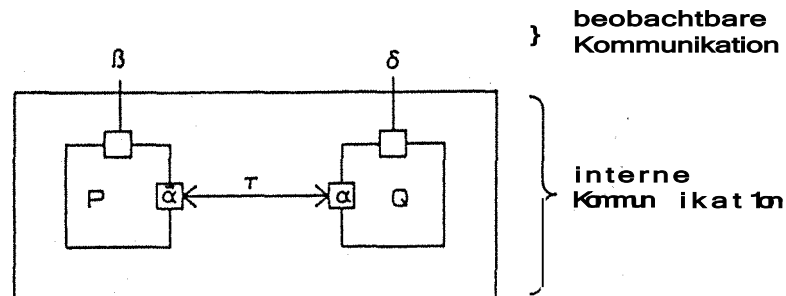 beobachtbare
} Kommunikation
ß δ
interne
Kommunikation
P ᾱ τ α Q